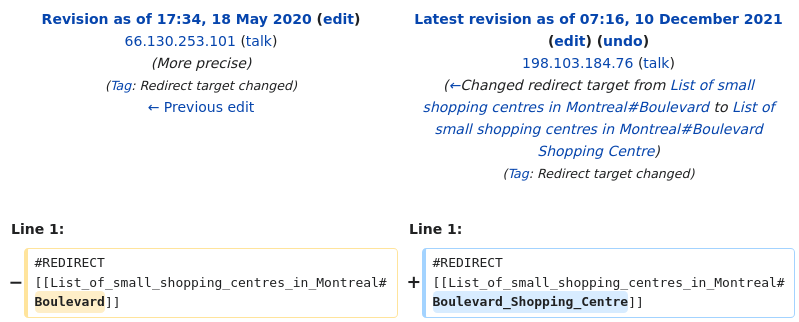 Revision as of 17:34, 18 May 2020 (edit)
66.130.253.101 (talk)
(More precise)
(Tag: Redirect target changed)
← Previous edit
Latest revision as of 07:16, 10 December 2021
(edit) (undo)
198.103.184.76 (talk)
(←Changed redirect target from List of small
shopping centres in Montreal#Boulevard to List of
small shopping centres in Montreal#Boulevard
Shopping Centre)
(Tag: Redirect target changed)
Line 1:
Line 1:
− #REDIRECT
[[List_of_small_shopping_centres_in_Montreal#
Boulevard]]
+ #REDIRECT
[[List_of_small_shopping_centres_in_Montreal#
Boulevard_Shopping_Centre]]